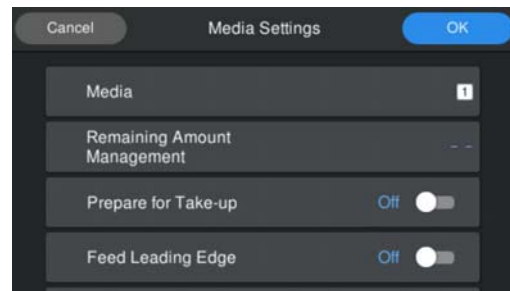 Cancel Media Settings OK
Media 1
Remaining Amount
Management - -
Prepare for Take-up Off
Feed Leading Edge Off